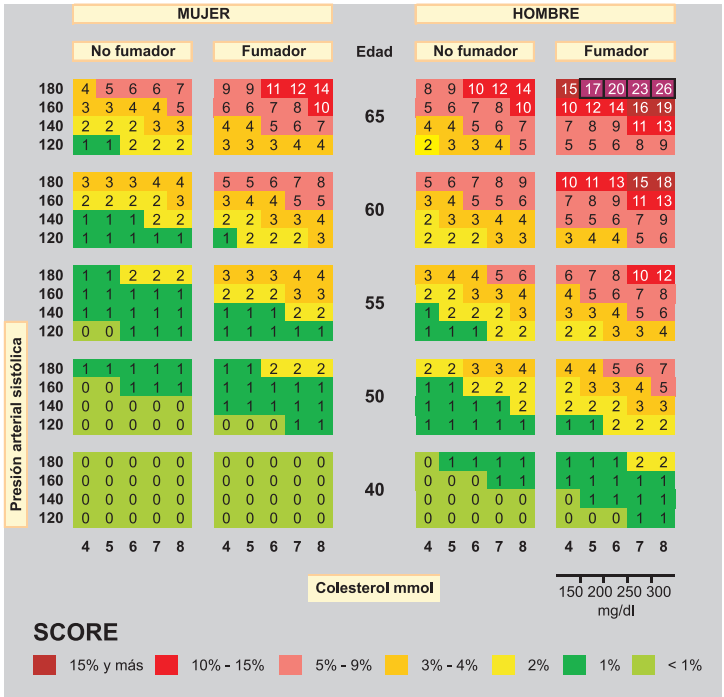 MUJER HOMBRE
No fumador Fumador Edad No fumador Fumador
180 4 5 6 6 7 9 9 11 12 14 8 9 10 12 14 15 17 20 23 26
160 3 3 4 4 5 6 6 7 8 10 5 6 7 8 10 10 12 14 16 19
65
140 2 2 2 3 3 4 4 5 6 7 4 4 5 6 7 7 8 9 11 13
120 1 1 2 2 2 3 3 3 4 4 2 3 3 4 5 5 5 6 8 9
180 3 3 3 4 4 5 5 6 7 8 5 6 7 8 9 10 11 13 15 18
160 2 2 2 2 3 3 4 4 5 5 3 4 5 5 6 7 8 9 11 13
60
140 1 1 1 2 2 2 2 3 3 4 2 3 3 4 4 5 5 6 7 9
120 1 1 1 1 1 1 2 2 2 3 2 2 2 3 3 3 4 4 5 6
180 1 1 2 2 2 3 3 3 4 4 3 4 4 5 6 6 7 8 10 12
160 1 1 1 1 1 2 2 2 3 3 2 2 3 3 4 4 5 6 7 8
55
140 1 1 1 1 1 1 1 1 2 2 1 2 2 2 3 3 3 4 5 6
120 0 0 1 1 1 1 1 1 1 1 1 1 1 2 2 2 2 3 3 4
180 1 1 1 1 1 1 1 2 2 2 2 2 3 3 4 4 4 5 6 7
160 0 0 1 1 1 1 1 1 1 1 1 1 2 2 2 2 3 3 4 5
50
140 0 0 0 0 0 1 1 1 1 1 1 1 1 1 2 2 2 2 3 3
120 0 0 0 0 0 0 0 0 1 1 1 1 1 1 1 1 1 2 2 2
180 0 0 0 0 0 0 0 0 0 0 0 1 1 1 1 1 1 1 2 2
160 0 0 0 0 0 0 0 0 0 0 0 0 0 1 1 1 1 1 1 1
40
140 0 0 0 0 0 0 0 0 0 0 0 0 0 0 0 0 1 1 1 1
120 0 0 0 0 0 0 0 0 0 0 0 0 0 0 0 0 0 0 1 1
Presión arterial sistólica
4 5 6 7 8 4 5 6 7 8 4 5 6 7 8 4 5 6 7 8
Colesterol mmol
150 200 250 300
mg/dl
SCORE
15% y más 10% - 15% 5% - 9% 3% - 4% 2% 1% < 1%